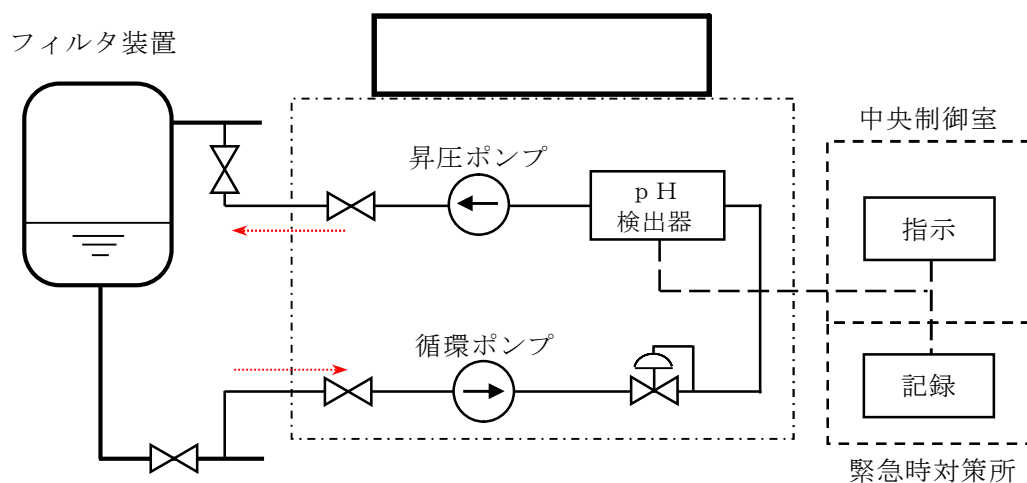 フィルタ装置
中央制御室
昇圧ポンプ
ｐＨ
検出器
指示
循環ポンプ
記録
緊急時対策所